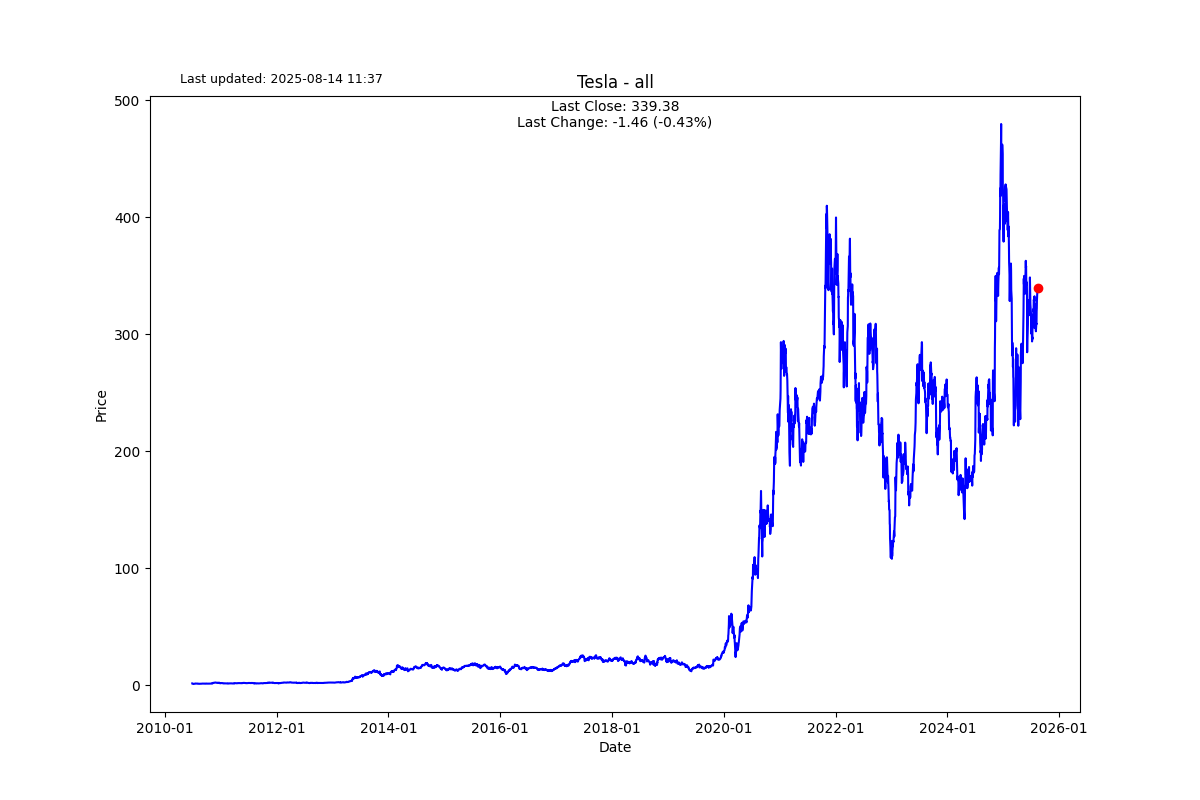 Last updated: 2025-08-14 11:37
Tesla - all
Last Close: 339.38
Last Change: -1.46 (-0.43%)
Price
500
400
300
200
100
0
2010-01
2012-01
2014-01
2016-01
2018-01
2020-01
2022-01
2024-01
2026-01
Date